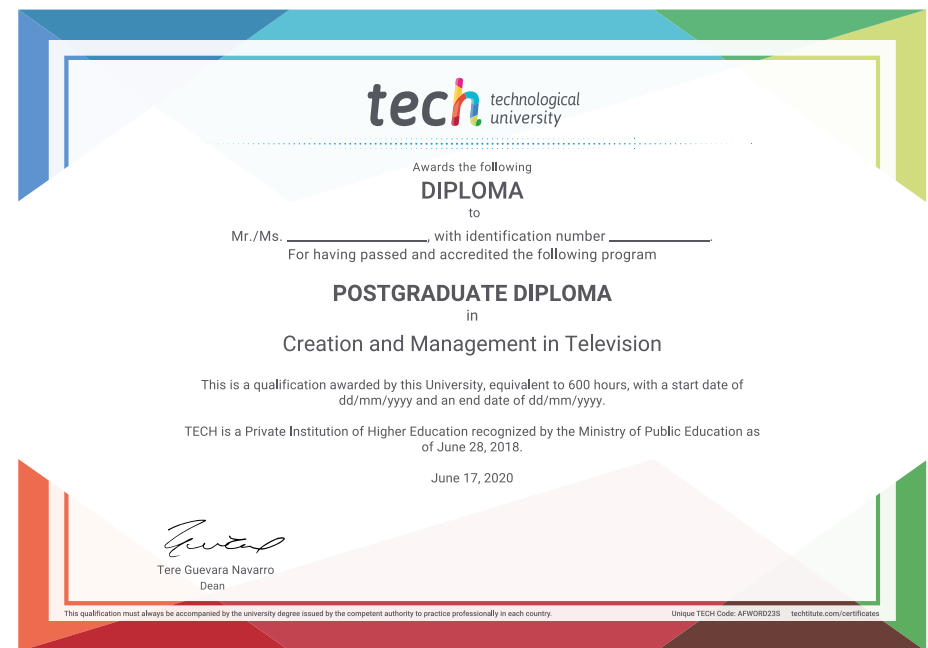 tech technological
university
Awards the following
DIPLOMA
to
Mr./Ms. ____________________, with identification number ______________.
For having passed and accredited the following program
POSTGRADUATE DIPLOMA
in
Creation and Management in Television
This is a qualification awarded by this University, equivalent to 600 hours, with a start date of
dd/mm/yyyy and an end date of dd/mm/yyyy.
TECH is a Private Institution of Higher Education recognized by the Ministry of Public Education as
of June 28, 2018.
June 17, 2020
Tere Guevara Navarro
Dean
This qualification must always be accompanied by the university degree issued by the competent authority to practice professionally in each country.
Unique TECH Code: AFWORD23S techtitute.com/certificates